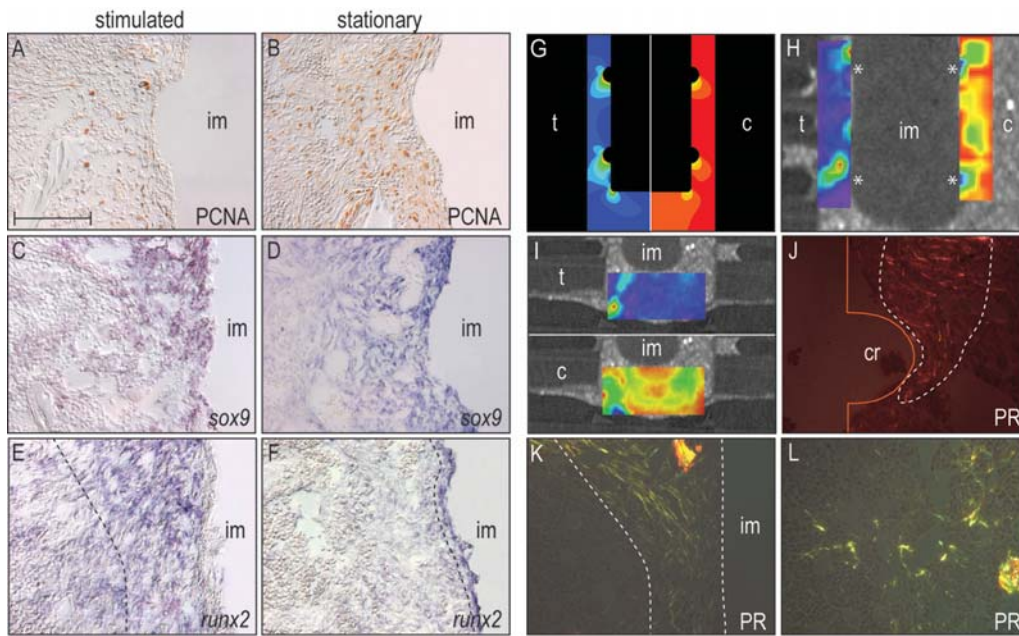 stimulated stationary
A B G H
im im t c t im c
PCNA PCNA
C D I J
im im im t cr
im c
sox9 sox9 PR
E F K L
im im im
runx2 runx2 PR PR